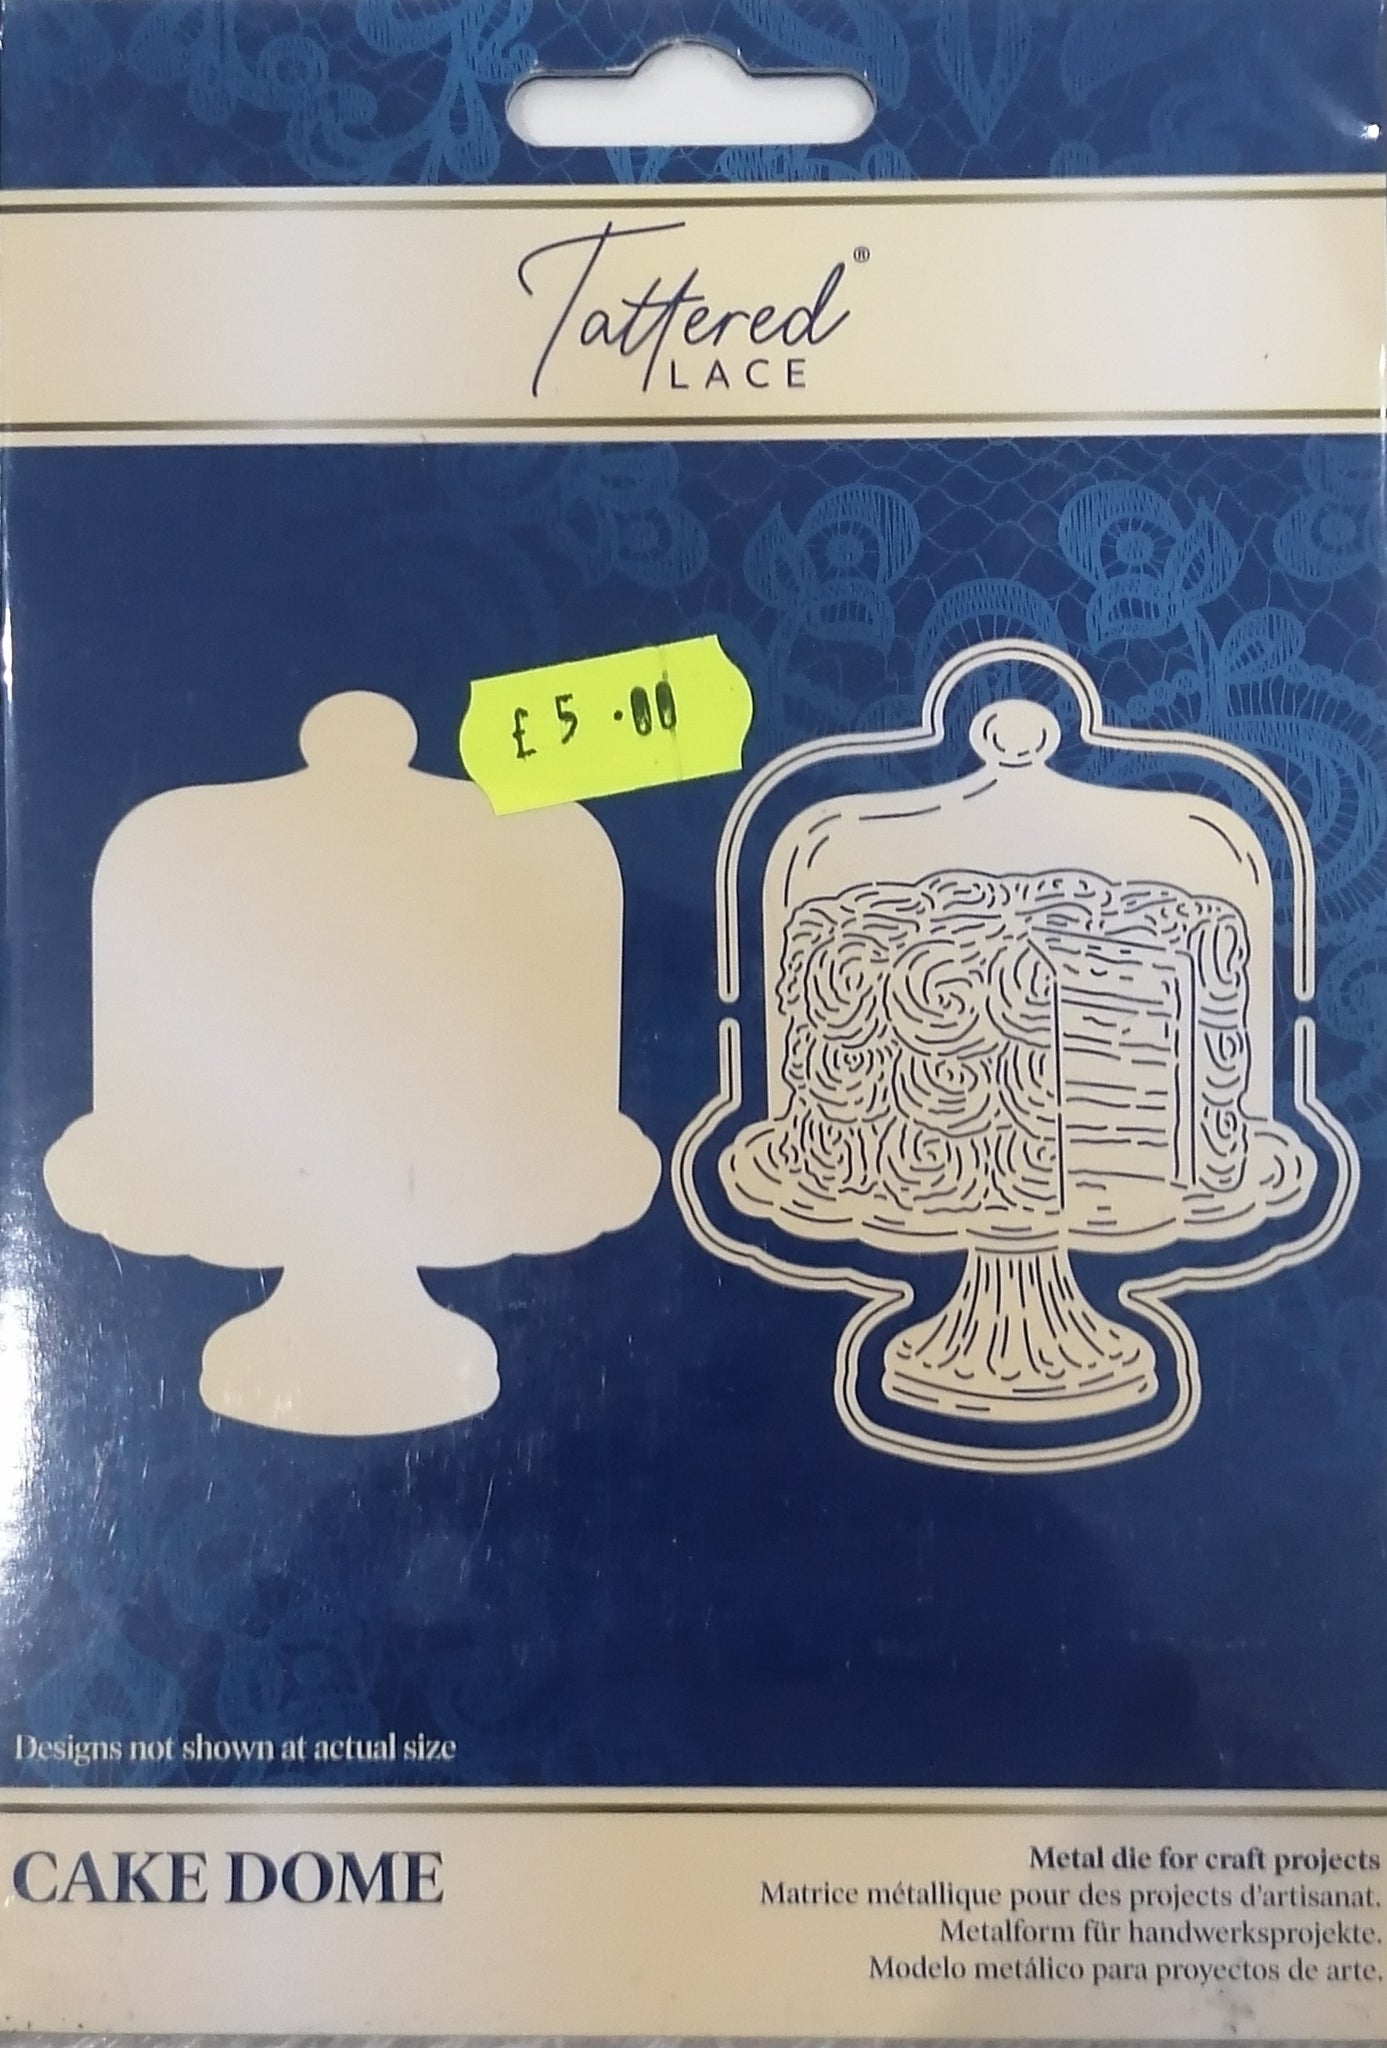 Tattered®
LACE
£5.00
Designs not shown at actual size
CAKE DOME
Metal die for craft projects
Matrice métallique pour des projects d'artisanat.
Metalform für handwerksprojekte.
Modelo metálico para proyectos de arte.